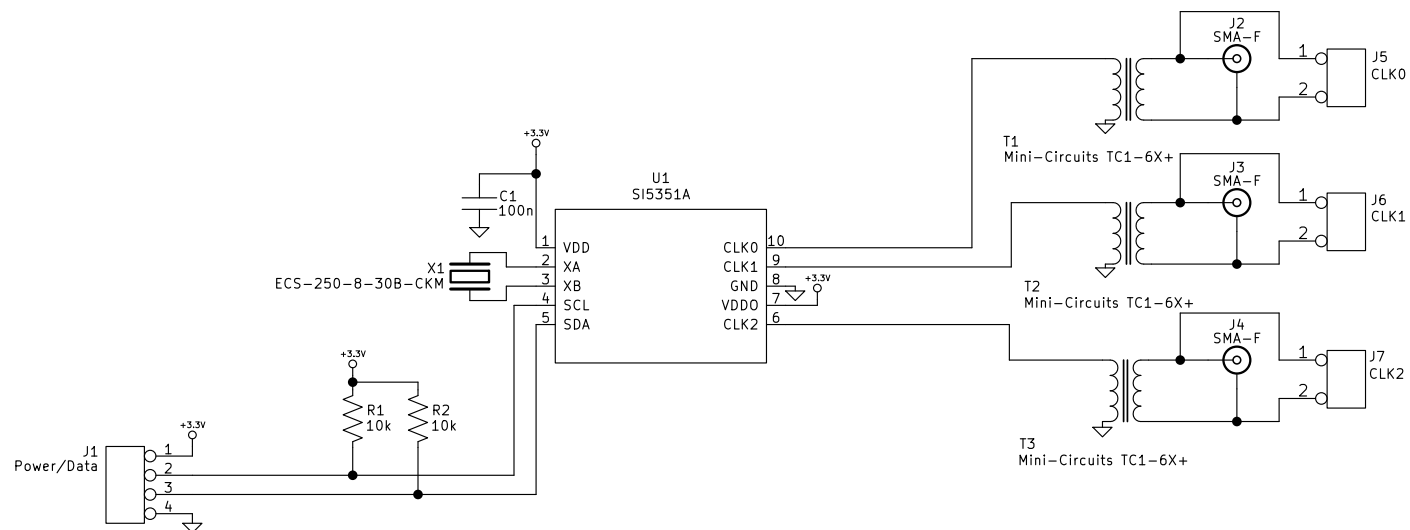 J2
SMA-F
1
2
J5
CLK0
T1
Mini-Circuits TC1-6X+
J3
SMA-F
1
2
J6
CLK1
T2
Mini-Circuits TC1-6X+
J4
SMA-F
1
2
J7
CLK2
T3
Mini-Circuits TC1-6X+
+3.3V
C1
100n
U1
SI5351A
1 VDD
2 XA
3 XB
4 SCL
5 SDA
CLK0 10
CLK1 9
GND 8
VDDO 7
CLK2 6
+3.3V
X1
ECS-250-8-30B-CKM
+3.3V
R1
10k
R2
10k
+3.3V
J1
Power/Data
1
2
3
4